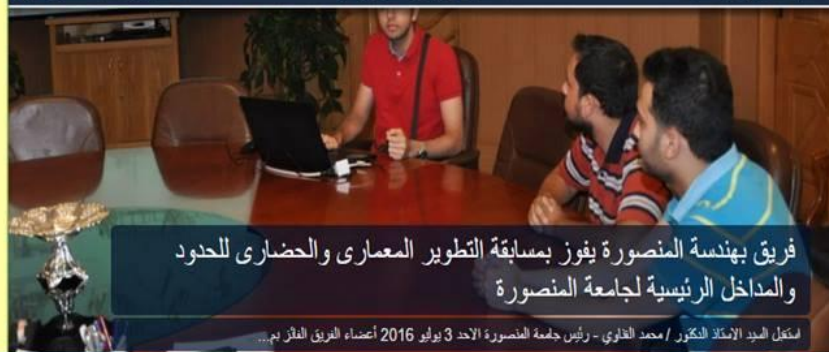 فريق بهندسة المنصورة يفوز بمسابقة التطوير المعمارى والحضارى للحدود
والمداخل الرئيسية لجامعة المنصورة
استقبل السيد الاستاذ الدكتور / محمد القناوي - رئيس جامعة المنصورة الاحد 3 يوليو 2016 أعضاء الفريق الفائز بم...